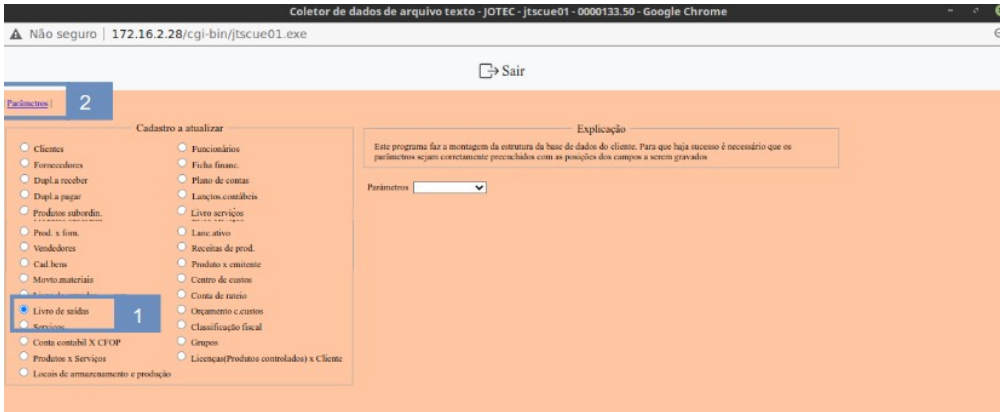 Coletor de dados de arquivo texto - JOTEC - jtscue01 - 0000133.50 - Google Chrome
Não seguro | 172.16.2.28/cgi-bin/jtscue01.exe
Sair
Parâmetros |
2
Cadastro a atualizar
Clientes
Fornecedores
Dupl.a receber
Dupl.a pagar
Produtos subordin.
Prod. x forn.
Vendedores
Cad.bens
Movto.materiais
Livro de saídas
1
Serviços
Conta contabil X CFOP
Produtos x Serviços
Locais de armazenamento e produção
Funcionários
Ficha financ.
Plano de contas
Lançtos.contábeis
Livro serviços
Lanc.ativo
Receitas de prod.
Produto x emitente
Centro de custos
Conta de rateio
Orçamento c.custos
Classificação fiscal
Grupos
Licenças(Produtos controlados) x Cliente
Explicação
Este programa faz a montagem da estrutura da base de dados do cliente. Para que haja sucesso é necessário que os
parâmetros sejam corretamente preenchidos com as posições dos campos a serem gravados
Parâmetros